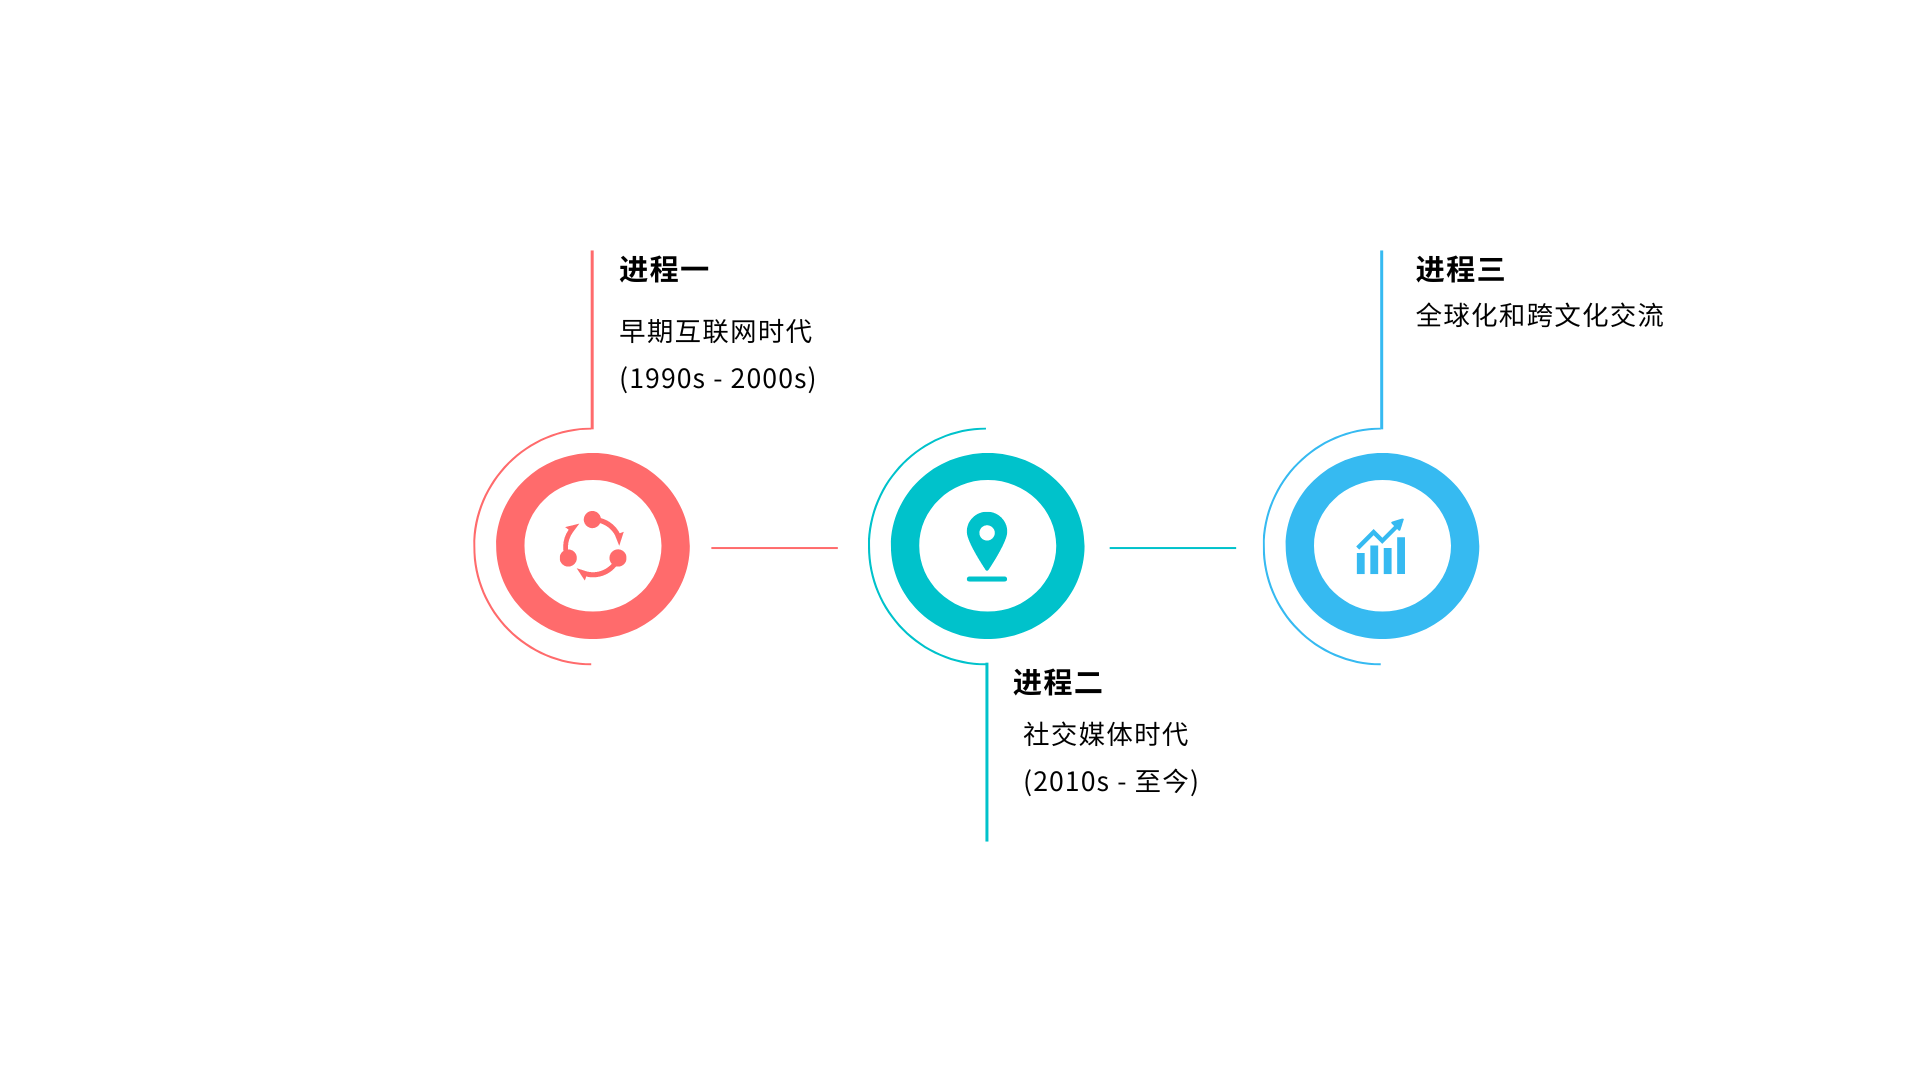 进程一
早期互联网时代
(1990s - 2000s)
进程二
社交媒体时代
(2010s - 至今)
进程三
全球化和跨文化交流